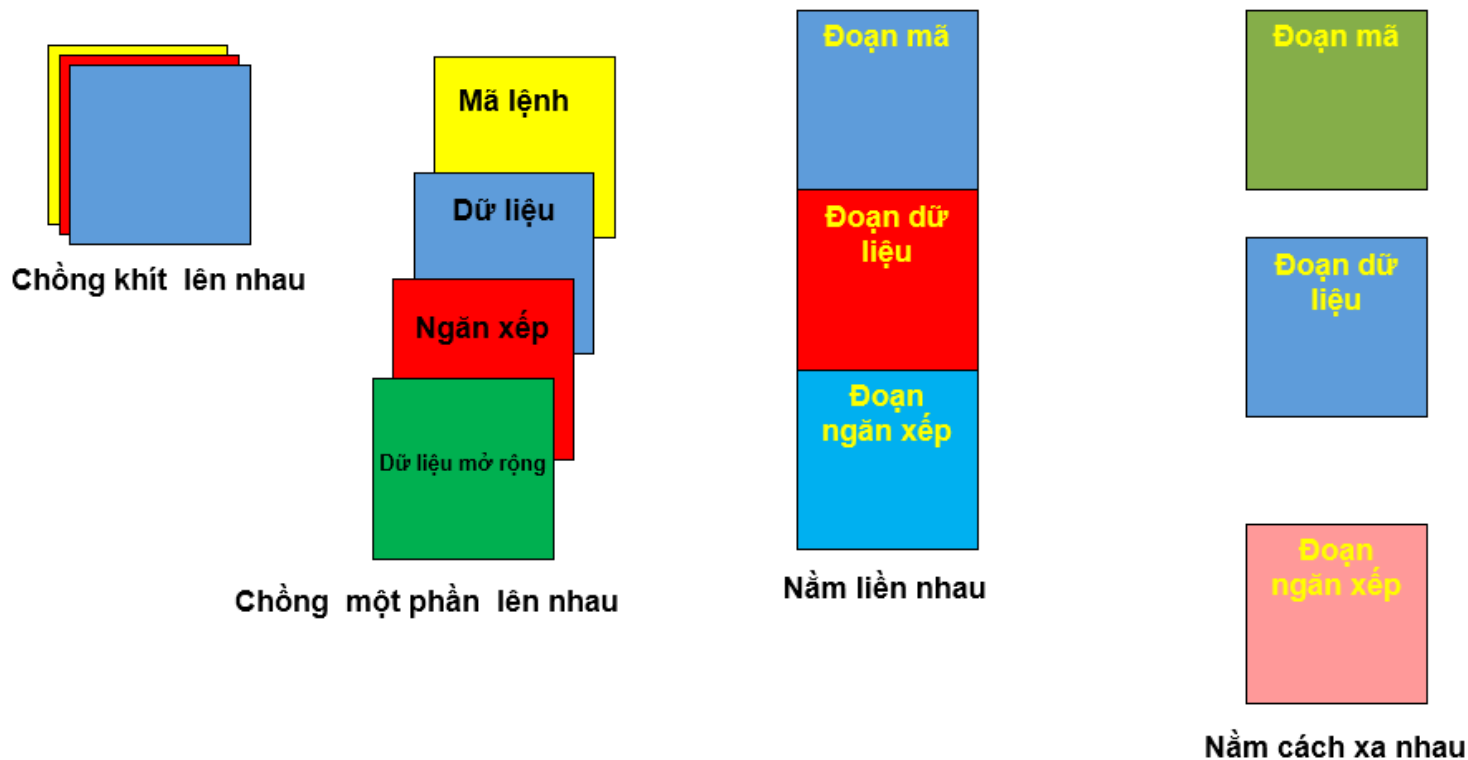 Chồng khít  lên nhau
Mã lệnh
Dữ liệu
Ngăn xếp
Dữ liệu mở rộng
Chồng  một phần  lên nhau
Đoạn mã
Đoạn dữ
liệu
Đoạn
ngăn xếp
Nằm liền nhau
Đoạn mã
Đoạn dữ
liệu
Đoạn
ngăn xếp
Nằm cách xa nhau